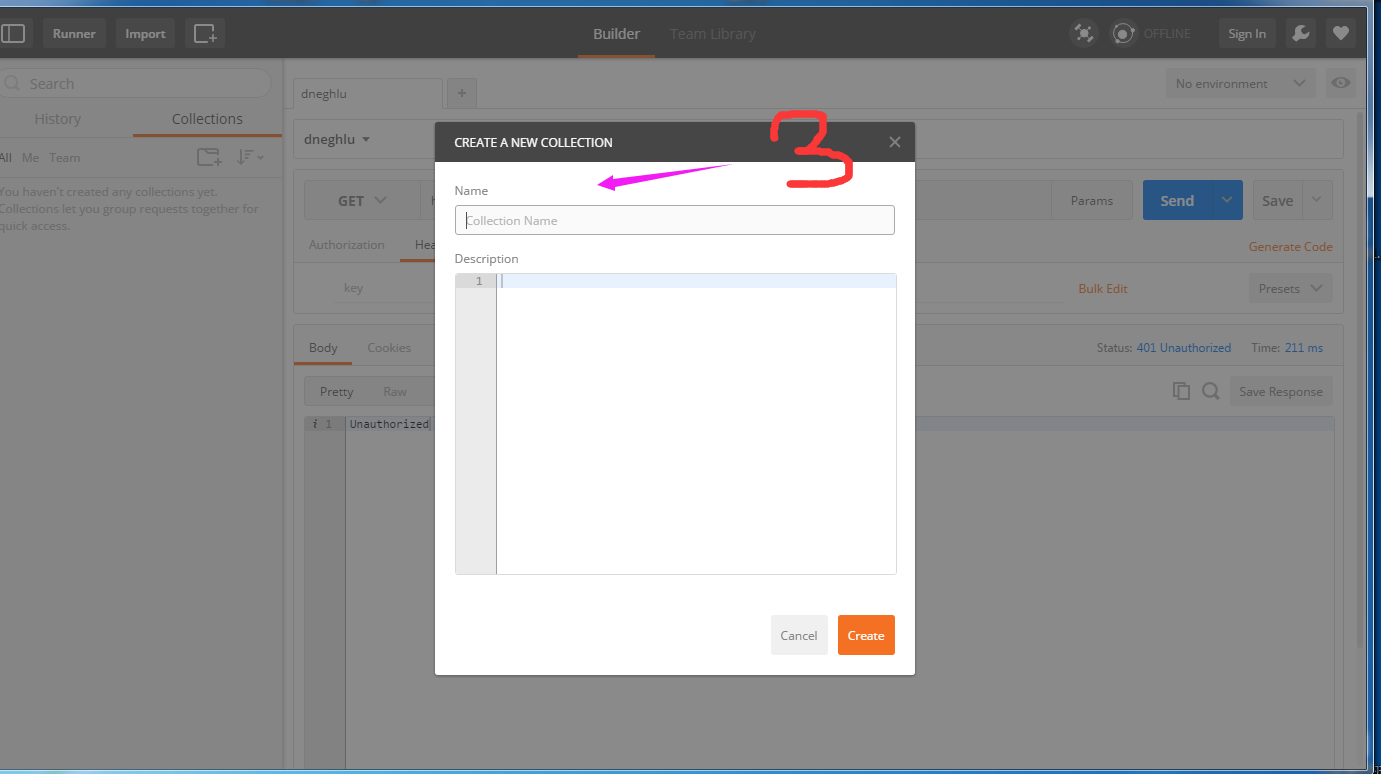 Runner Import Builder Team Library OFFLINE Sign In
Search
dneghlu +
No environment
History Collections
All Me Team
dneghlu
CREATE A NEW COLLECTION
3
You haven't created any collections yet.
Collections let you group requests together for
quick access.
Name
GET H Params Send Save
Collection Name
Authorization Hea Generate Code
Description
1
key Bulk Edit Presets
Body Cookies Status: 401 Unauthorized Time: 211 ms
Pretty Raw Save Response
i 1 Unauthorized
Cancel Create